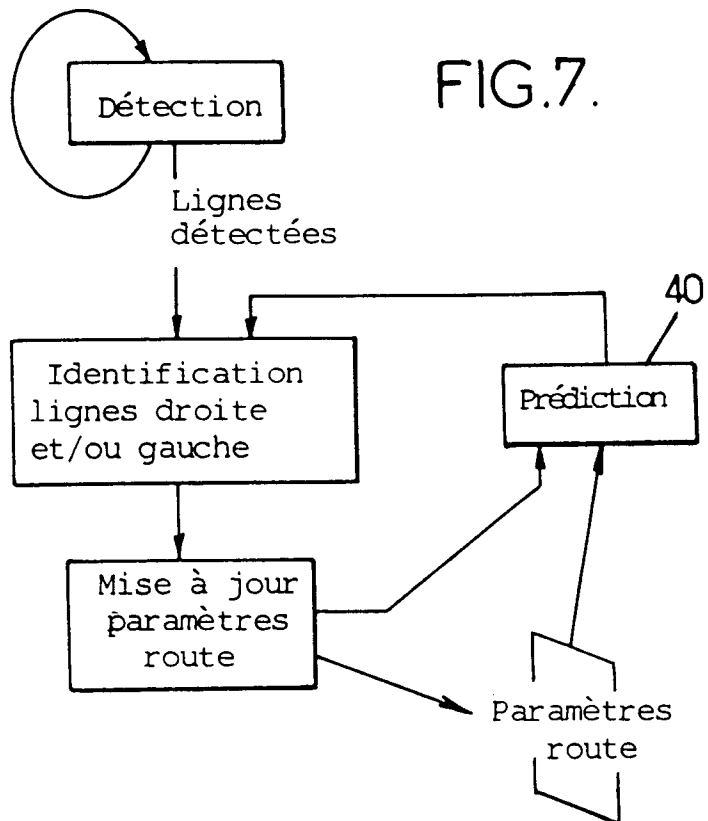 FIG.7.
Détection
Lignes
détectées
40
Identification
lignes droite
et/ou gauche
Prédiction
Mise à jour
paramètres
route
Paramètres
route